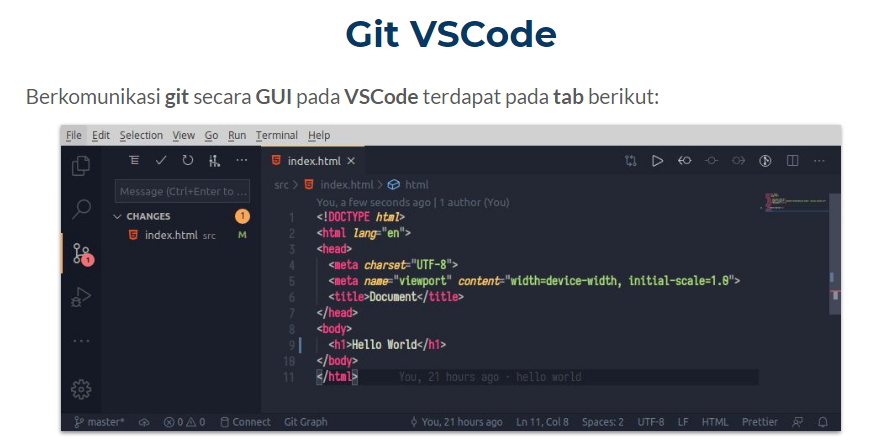 Git VSCode
Berkomunikasi git secara GUI pada VSCode terdapat pada tab berikut:
File Edit Selection View Go Run Terminal Help
index.html
src > index.html > html
Message (Ctrl+Enter to ...
You, a few seconds ago | 1 author (You)
CHANGES 1
index.html src M
1
1 <!DOCTYPE html>
2 <html lang="en">
3 <head>
4 <meta charset="UTF-8">
5 <meta name="viewport" content="width=device-width, initial-scale=1.0">
6 <title>Document</title>
7 </head>
8 <body>
9 <h1>Hello World</h1>
10 </body>
11 </html> You, 21 hours ago · hello world
master* 0 0 Connect Git Graph You, 21 hours ago Ln 11, Col 8 Spaces: 2 UTF-8 LF HTML Prettier